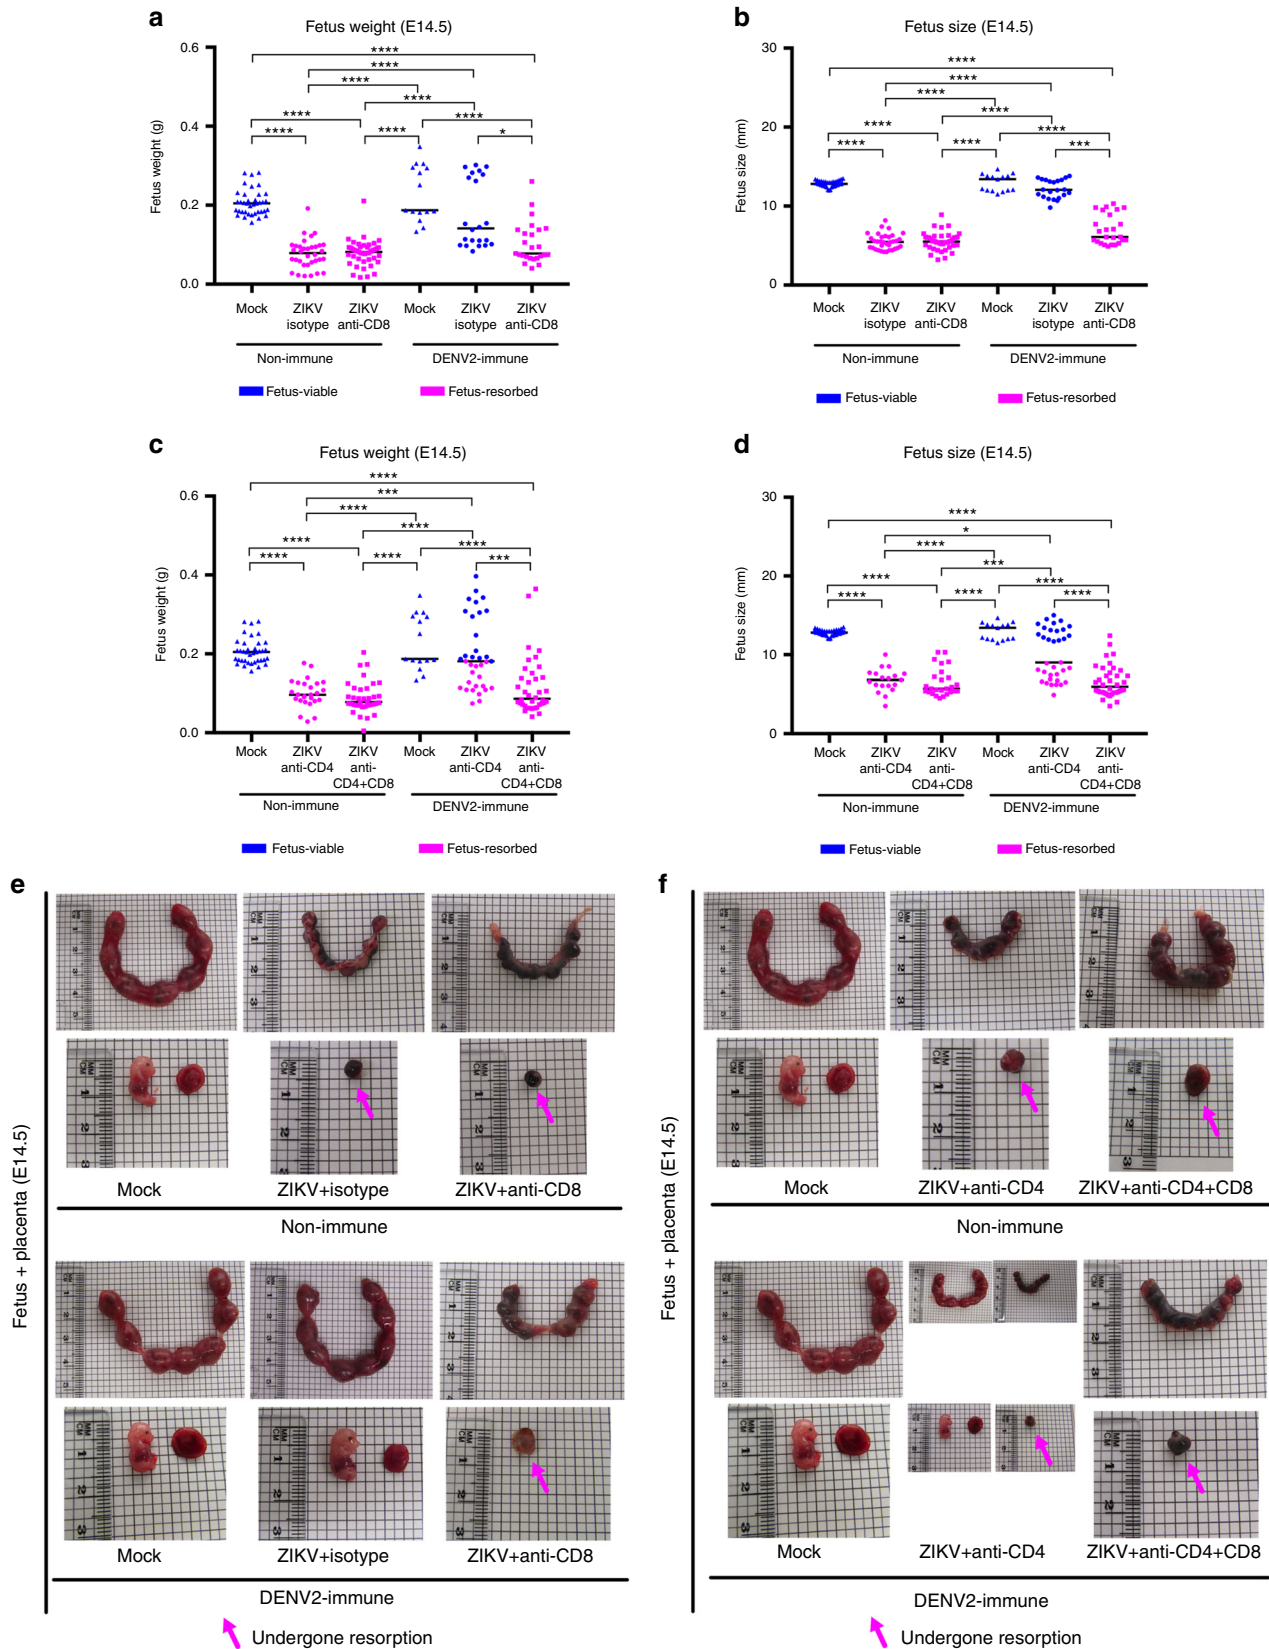 a
Fetus weight (E14.5)
****
****
****
****
****
****
****
****
*
Fetus weight (g)
0.6
0.4
0.2
0.0
Mock
ZIKV isotype
ZIKV anti-CD8
Mock
ZIKV isotype
ZIKV anti-CD8
Non-immune
DENV2-immune
Fetus-viable
Fetus-resorbed
b
Fetus size (E14.5)
****
****
****
****
****
****
****
****
***
Fetus size (mm)
30
20
10
0
Mock
ZIKV isotype
ZIKV anti-CD8
Mock
ZIKV isotype
ZIKV anti-CD8
Non-immune
DENV2-immune
Fetus-viable
Fetus-resorbed
c
Fetus weight (E14.5)
****
***
****
****
****
****
****
****
***
Fetus weight (g)
0.6
0.4
0.2
0.0
Mock
ZIKV anti-CD4
ZIKV anti-CD4+CD8
Mock
ZIKV anti-CD4
ZIKV anti-CD4+CD8
Non-immune
DENV2-immune
Fetus-viable
Fetus-resorbed
d
Fetus size (E14.5)
****
*
****
***
****
****
****
****
****
Fetus size (mm)
30
20
10
0
Mock
ZIKV anti-CD4
ZIKV anti-CD4+CD8
Mock
ZIKV anti-CD4
ZIKV anti-CD4+CD8
Non-immune
DENV2-immune
Fetus-viable
Fetus-resorbed
e
Fetus + placenta (E14.5)
Mock
ZIKV+isotype
ZIKV+anti-CD8
Non-immune
Mock
ZIKV+isotype
ZIKV+anti-CD8
DENV2-immune
Undergone resorption
f
Fetus + placenta (E14.5)
Mock
ZIKV+anti-CD4
ZIKV+anti-CD4+CD8
Non-immune
Mock
ZIKV+anti-CD4
ZIKV+anti-CD4+CD8
DENV2-immune
Undergone resorption